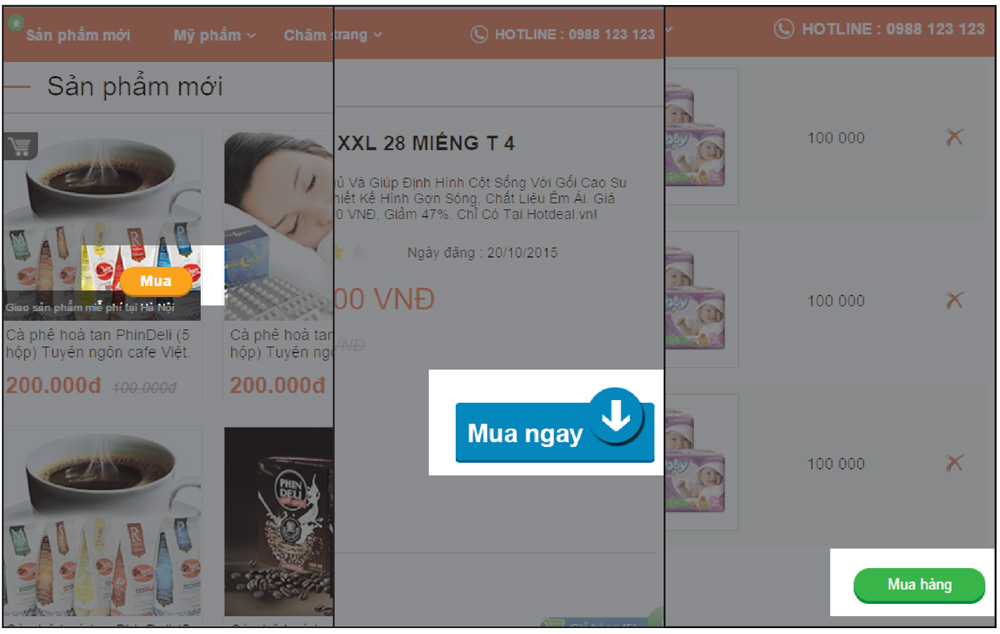 Sản phẩm mới
Mỹ phẩm
Chăm
Sản phẩm mới
Mua
Giao sản phẩm miễ phí tại Hà Nội
Cà phê hoà tan PhinDeli (5
hộp) Tuyên ngôn cafe Việt.
200.000đ 100.000đ
Cà phê hoà tan
hộp) Tuyên
200.000đ
PHIN
DELI
trang
HOTLINE : 0988 123 123
XXL 28 MIẾNG T 4
Và Giúp Định Hình Cột Sống Với Gối Cao Su
Kế Hình Gọn Sóng, Chất Liệu Êm Ái. Giá
0 VNĐ, Giảm 47%. Chỉ Có Tại Hotdeal.vn!
Ngày đăng : 20/10/2015
00 VNĐ
VNĐ
Mua ngay
HOTLINE : 0988 123 123
100 000
100 000
100 000
Mua hàng